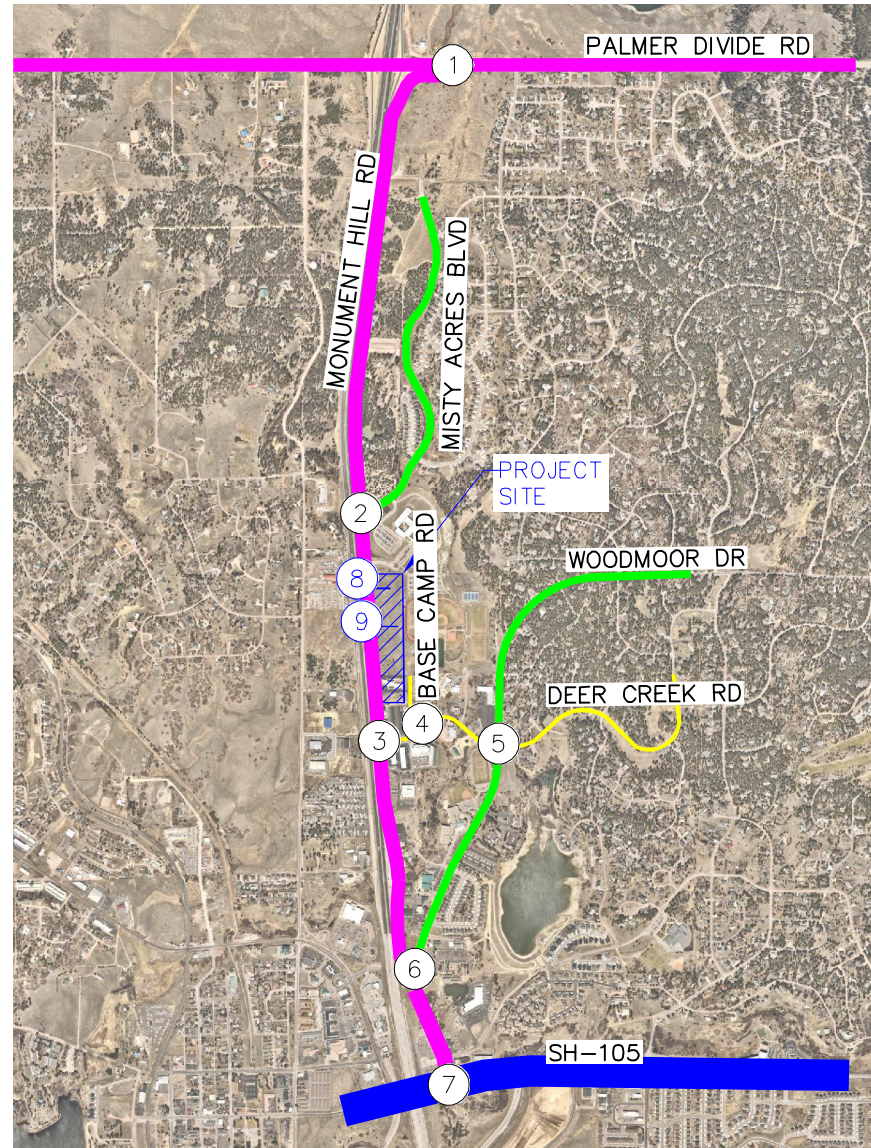 PALMER DIVIDE RD
1
MONUMENT HILL RD
MISTY ACRES BLVD
PROJECT
SITE
2
BASE CAMP RD
WOODMOOR DR
8
9
DEER CREEK RD
4
3
5
6
SH-105
7